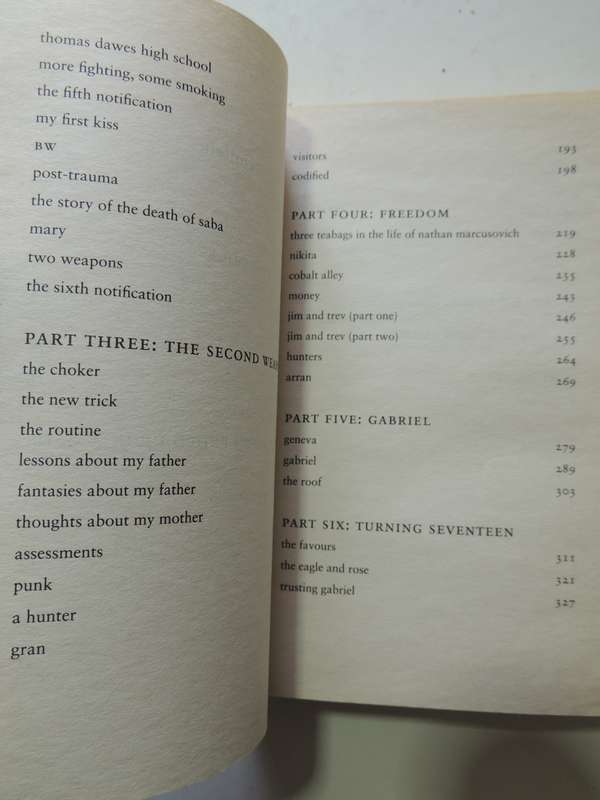 thomas dawes high school
more fighting, some smoking
the fifth notification
my first kiss
BW
post-trauma
the story of the death of saba
mary
two weapons
the sixth notification
PART THREE: THE SECOND
the choker
the new trick
the routine
lessons about my father
fantasies about my father
thoughts about my mother
assessments
punk
a hunter
gran
visitors 193
codified 198
PART FOUR: FREEDOM
three teabags in the life of nathan marcusovich 219
nikita 228
cobalt alley 235
money 243
jim and trev (part one) 246
jim and trev (part two) 255
hunters 264
arran 269
PART FIVE: GABRIEL
geneva 279
gabriel 289
the roof 303
PART SIX: TURNING SEVENTEEN
the favours 311
the eagle and rose 321
trusting gabriel 327